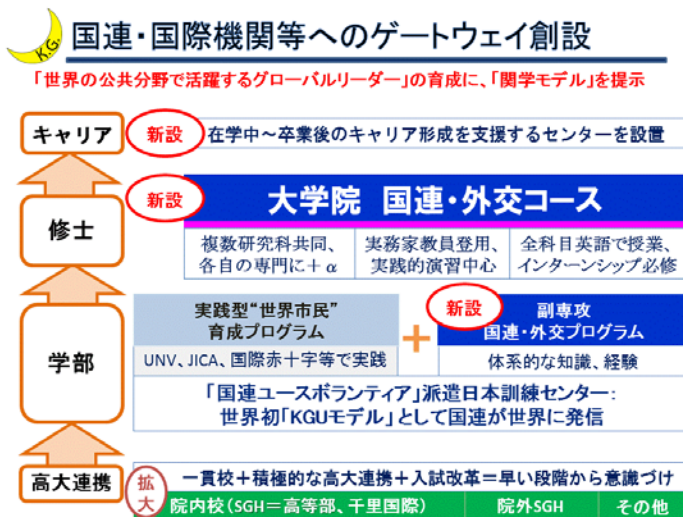 K.G.
国連・国際機関等へのゲートウェイ創設
「世界の公共分野で活躍するグローバルリーダー」の育成に、「関学モデル」を提示
キャリア
新設
在学中～卒業後のキャリア形成を支援するセンターを設置
修士
新設
大学院 国連・外交コース
複数研究科共同、
各自の専門に+α
実務家教員登用、
実践的演習中心
全科目英語で授業、
インターンシップ必修
学部
実践型“世界市民”
育成プログラム
UNV、JICA、国際赤十字等で実践
+
新設
副専攻
国連・外交プログラム
体系的な知識、経験
「国連ユースボランティア」派遣日本訓練センター:
世界初「KGUモデル」として国連が世界に発信
高大連携
拡大
一貫校+積極的な高大連携+入試改革=早い段階から意識づけ
院内校(SGH=高等部、千里国際)
院外SGH
その他